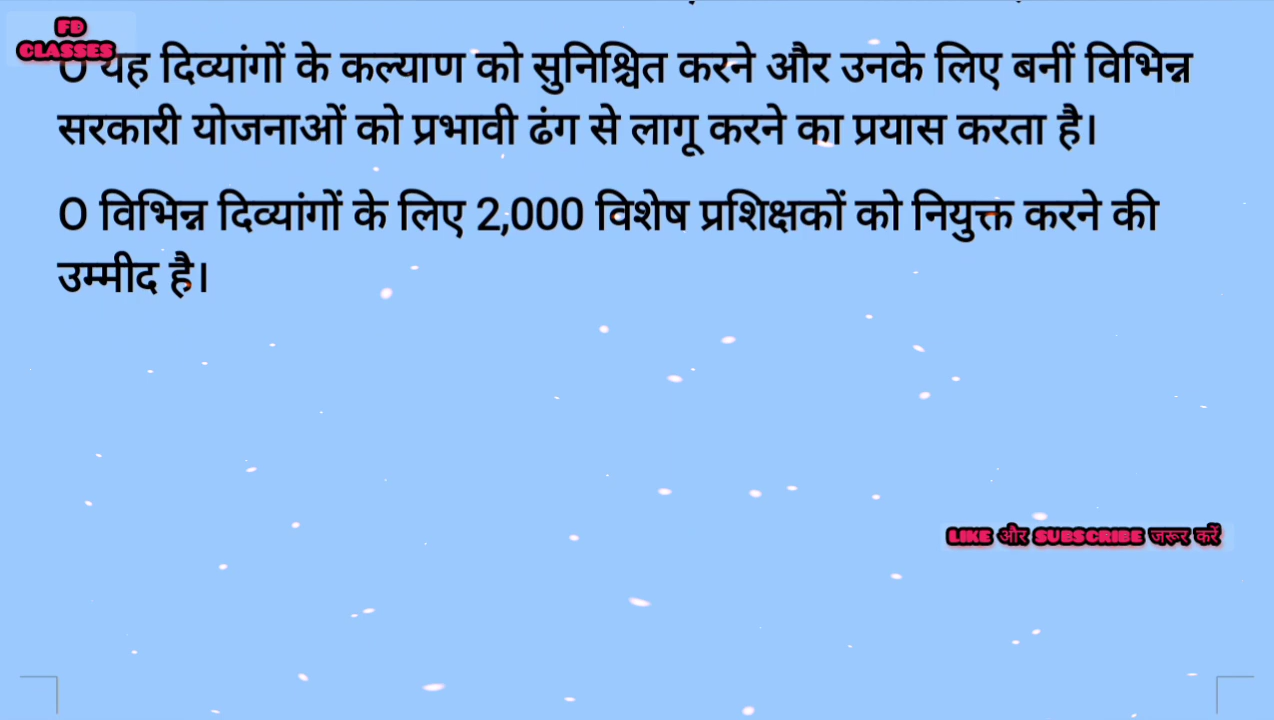 FD
CLASSES
O यह दिव्यांगों के कल्याण को सुनिश्चित करने और उनके लिए बनीं विभिन्न
सरकारी योजनाओं को प्रभावी ढंग से लागू करने का प्रयास करता है।
O विभिन्न दिव्यांगों के लिए 2,000 विशेष प्रशिक्षकों को नियुक्त करने की
उम्मीद है।
LIKE और SUBSCRIBE जरूर करें